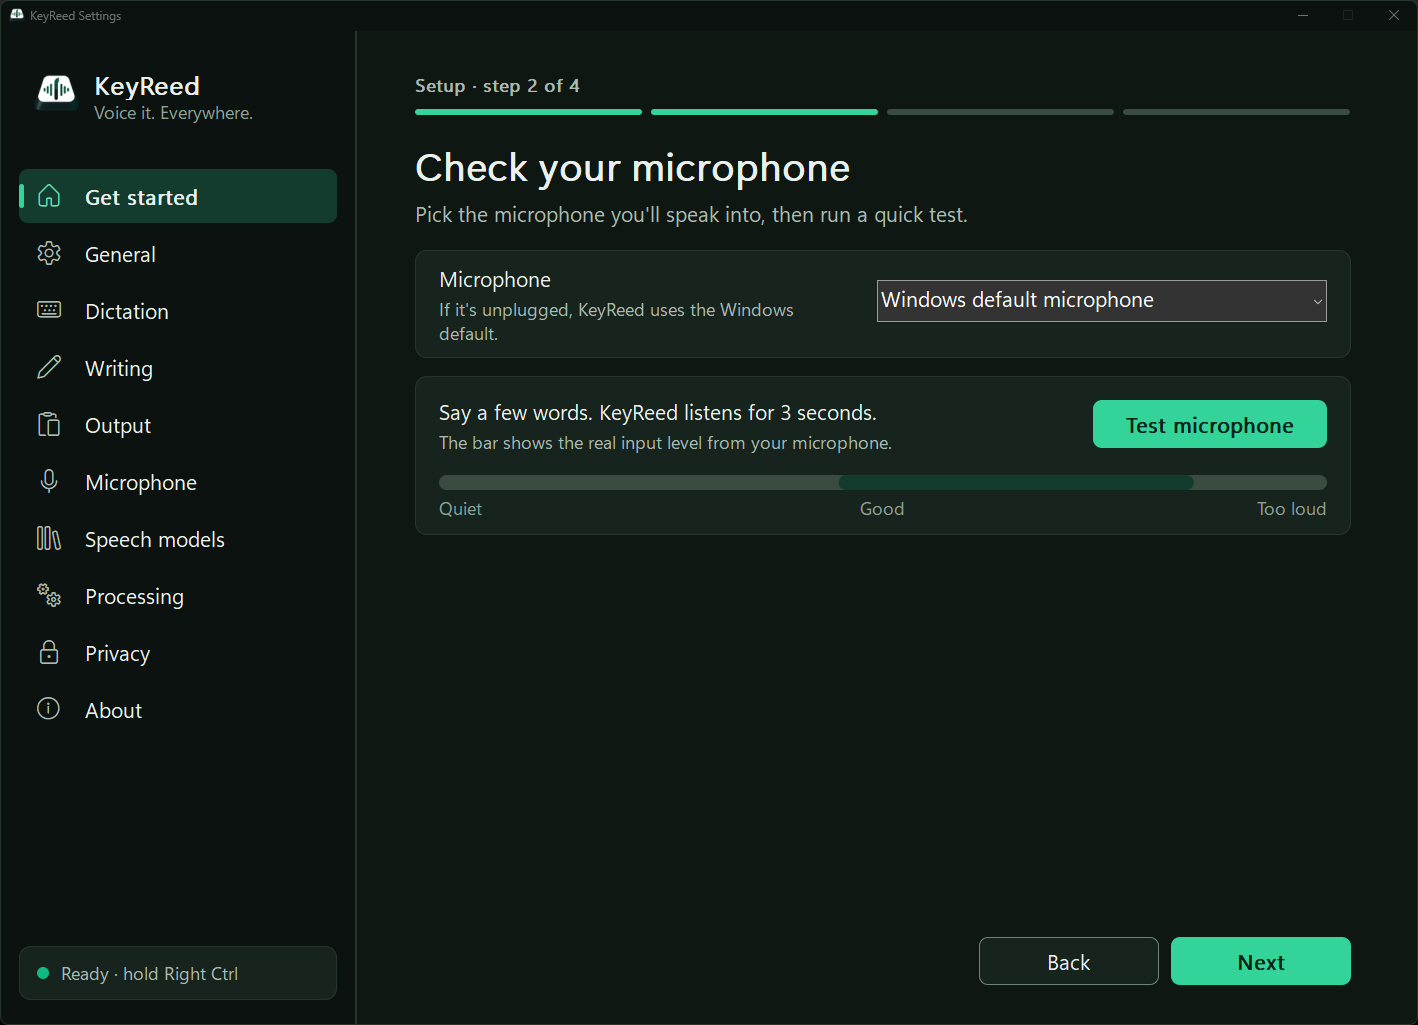 KeyReed Settings
KeyReed
Voice it. Everywhere.
Get started
General
Dictation
Writing
Output
Microphone
Speech models
Processing
Privacy
About
Ready · hold Right Ctrl
Setup · step 2 of 4
Check your microphone
Pick the microphone you'll speak into, then run a quick test.
Microphone
If it's unplugged, KeyReed uses the Windows
default.
Windows default microphone
Say a few words. KeyReed listens for 3 seconds.
The bar shows the real input level from your microphone.
Test microphone
Quiet
Good
Too loud
Back
Next